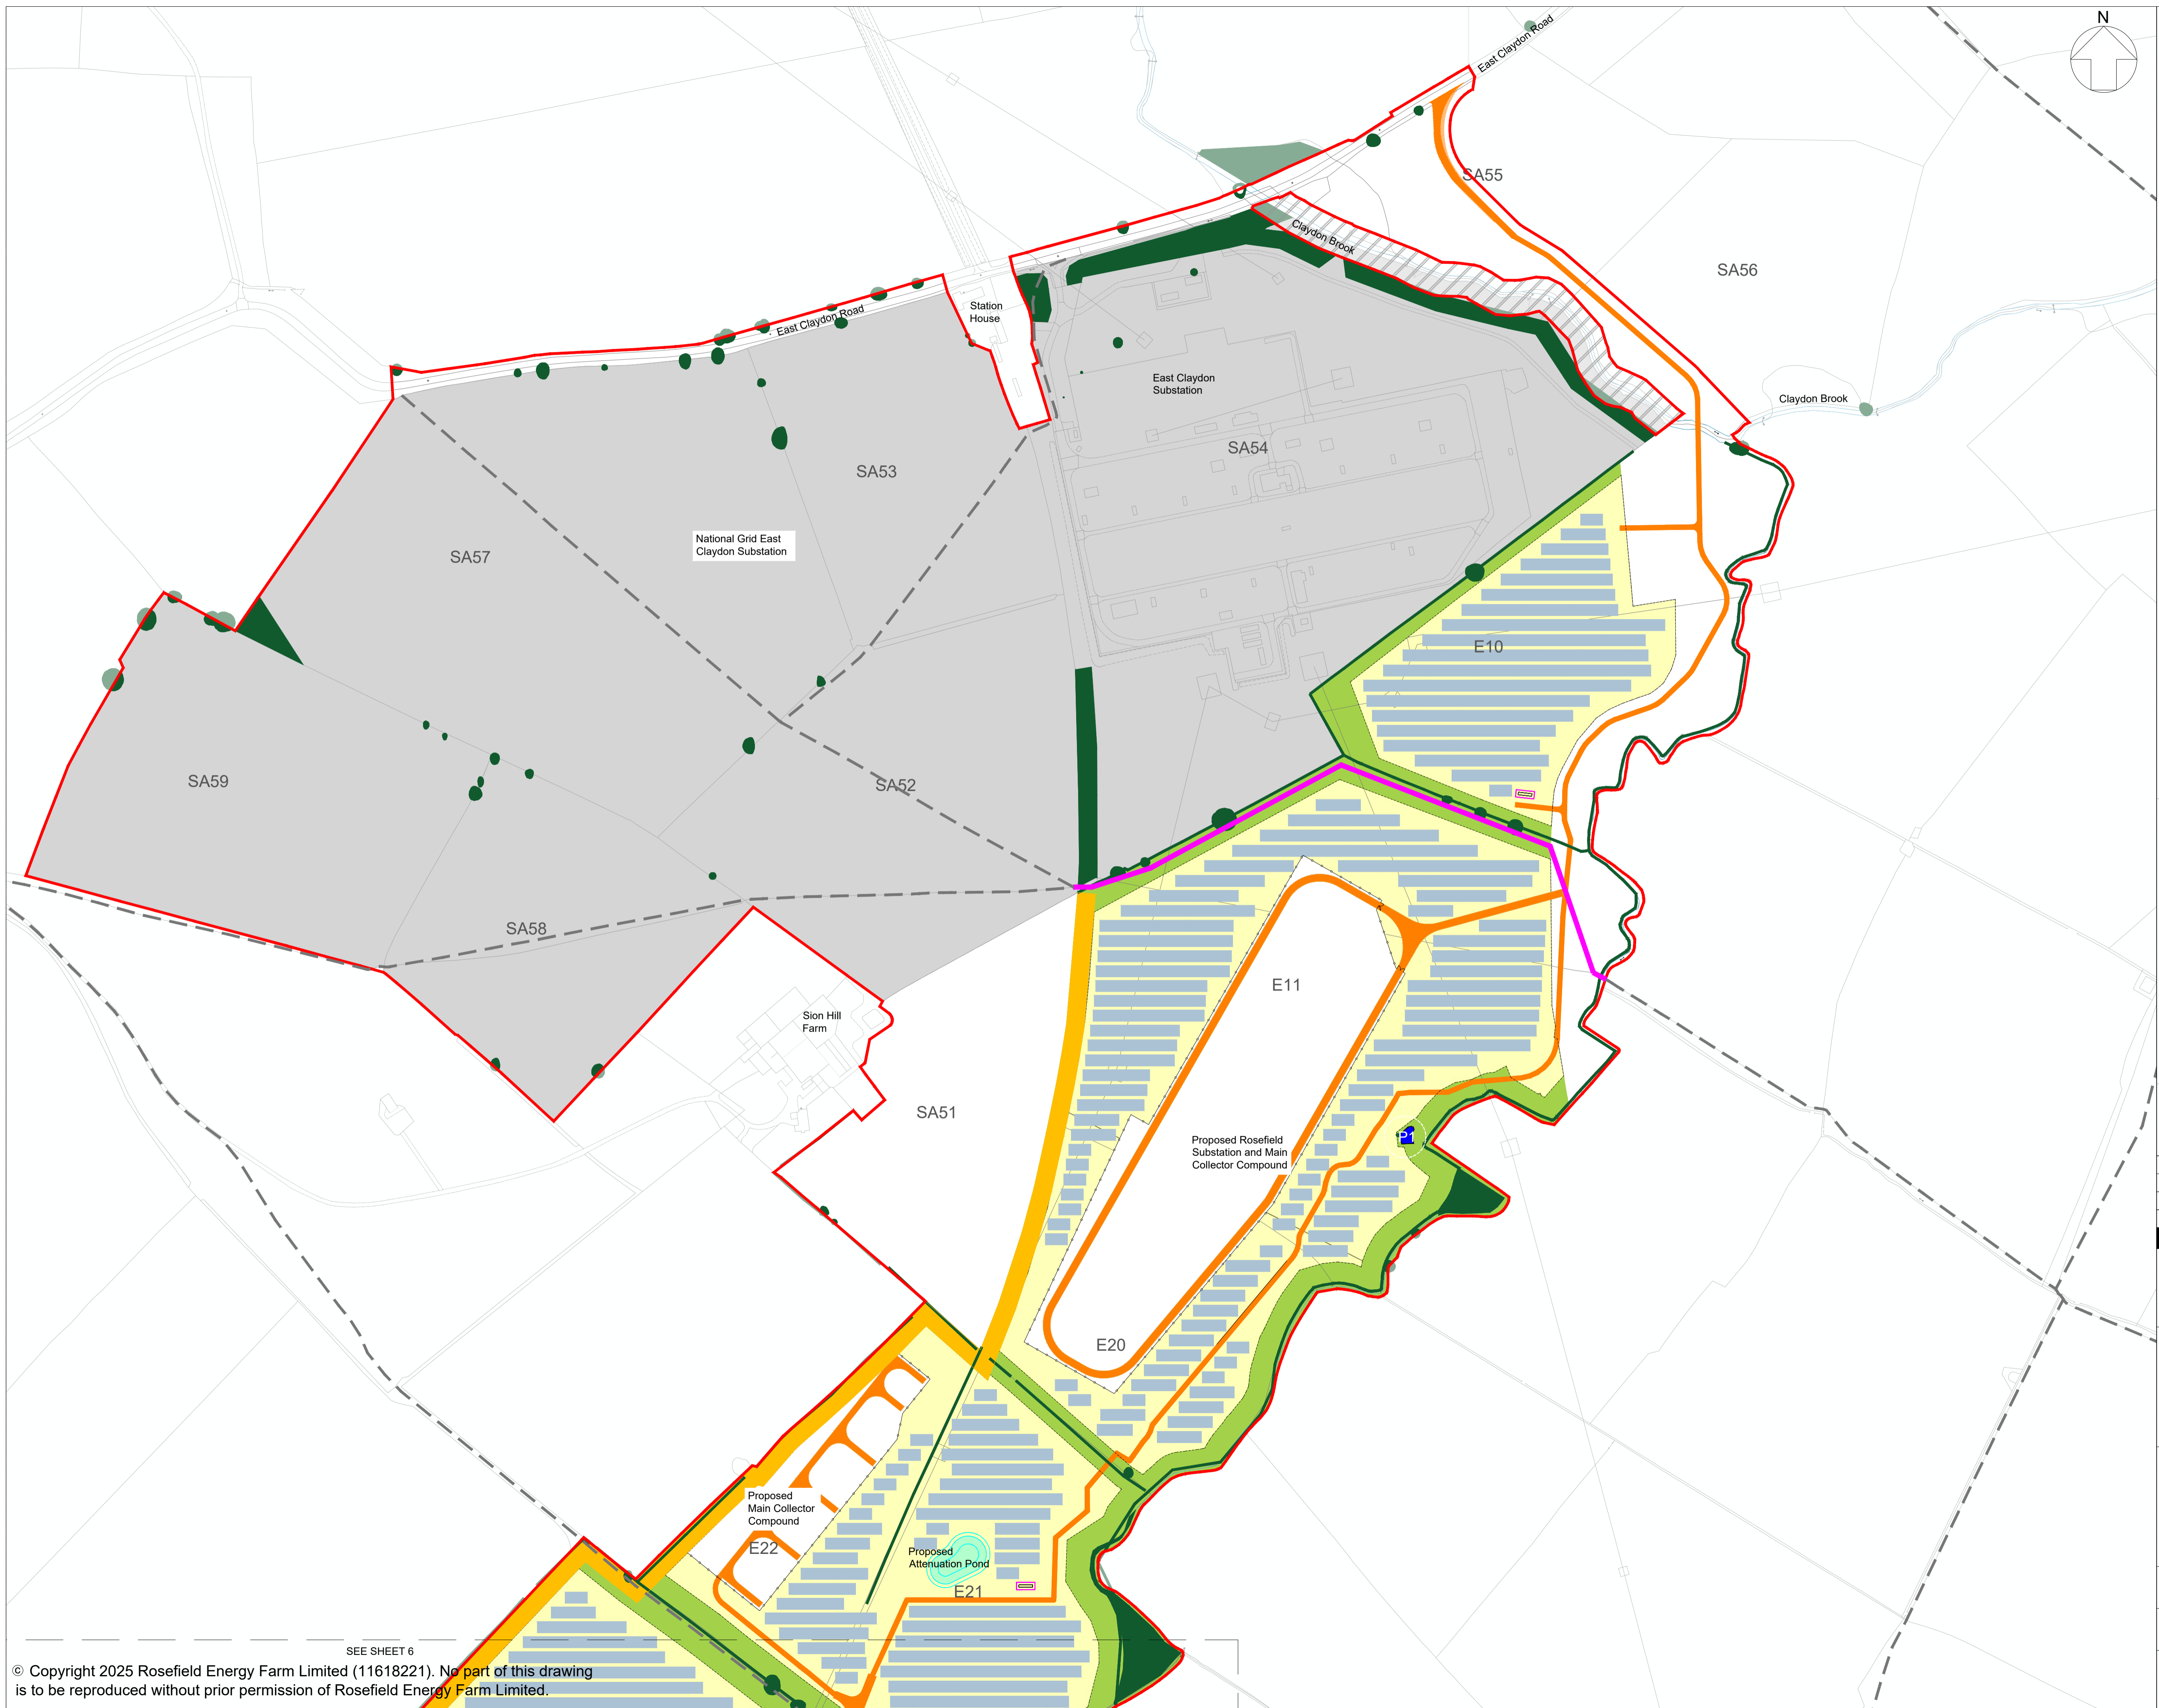 N
East Claydon Road
SA55
Claydon Brook
SA56
Station
House
East Claydon Road
East Claydon
Substation
Claydon Brook
SA53
SA54
National Grid East
Claydon Substation
SA57
E10
SA59
SA52
SA58
E11
Sion Hill
Farm
SA51
P1
Proposed Rosefield
Substation and Main
Collector Compound
E20
Proposed
Main Collector
Compound
E22
Proposed
Attenuation Pond
E21
SEE SHEET 6
© Copyright 2025 Rosefield Energy Farm Limited (11618221). No part of this drawing
is to be reproduced without prior permission of Rosefield Energy Farm Limited.